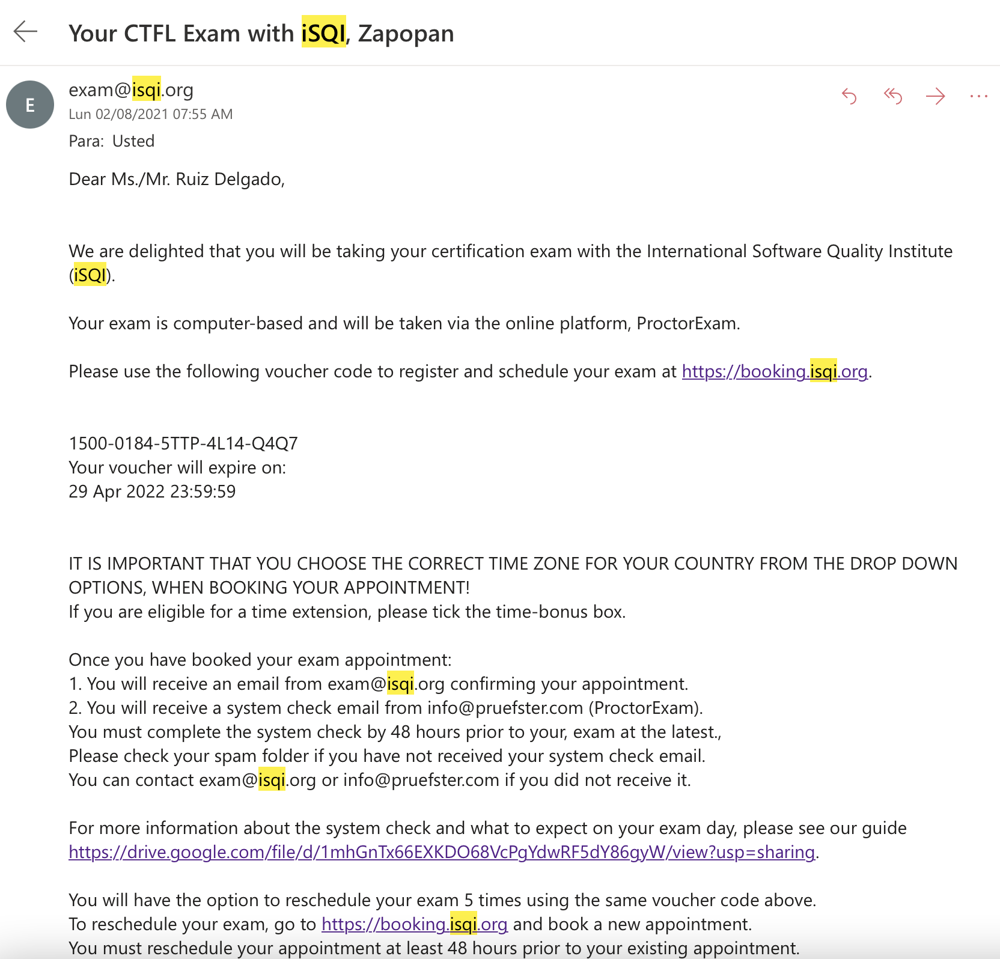 Your CTFL Exam with iSQI, Zapopan
E
exam@isqi.org
Lun 02/08/2021 07:55 AM
Para: Usted
Dear Ms./Mr. Ruiz Delgado,
We are delighted that you will be taking your certification exam with the International Software Quality Institute
(iSQI).
Your exam is computer-based and will be taken via the online platform, ProctorExam.
Please use the following voucher code to register and schedule your exam at https://booking.isqi.org.
1500-0184-5TTP-4L14-Q4Q7
Your voucher will expire on:
29 Apr 2022 23:59:59
IT IS IMPORTANT THAT YOU CHOOSE THE CORRECT TIME ZONE FOR YOUR COUNTRY FROM THE DROP DOWN
OPTIONS, WHEN BOOKING YOUR APPOINTMENT!
If you are eligible for a time extension, please tick the time-bonus box.
Once you have booked your exam appointment:
1. You will receive an email from exam@isqi.org confirming your appointment.
2. You will receive a system check email from info@pruefster.com (ProctorExam).
You must complete the system check by 48 hours prior to your, exam at the latest.,
Please check your spam folder if you have not received your system check email.
You can contact exam@isqi.org or info@pruefster.com if you did not receive it.
For more information about the system check and what to expect on your exam day, please see our guide
https://drive.google.com/file/d/1mhGnTx66EXKDO68VcPgYdwRF5dY86gyW/view?usp=sharing.
You will have the option to reschedule your exam 5 times using the same voucher code above.
To reschedule your exam, go to https://booking.isqi.org and book a new appointment.
You must reschedule your appointment at least 48 hours prior to your existing appointment.